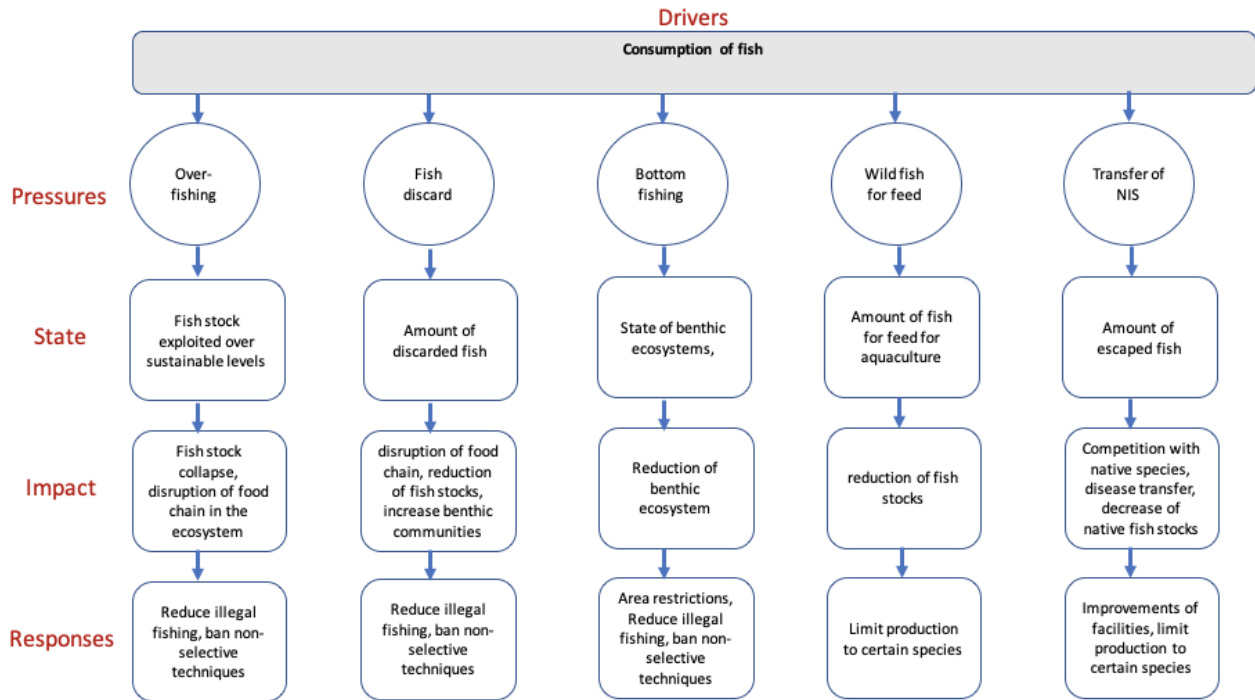 Drivers
Consumption of fish
Pressures
Over-
fishing
Fish
discard
Bottom
fishing
Wild fish
for feed
Transfer of
NIS
State
Fish stock
exploited over
sustainable levels
Amount of
discarded fish
State of benthic
ecosystems,
Amount of fish
for feed for
aquaculture
Amount of
escaped fish
Impact
Fish stock
collapse,
disruption of food
chain in the
ecosystem
disruption of food
chain, reduction
of fish stocks,
increase benthic
communities
Reduction of
benthic
ecosystem
reduction of fish
stocks
Competition with
native species,
disease transfer,
decrease of
native fish stocks
Responses
Reduce illegal
fishing, ban non-
selective
techniques
Reduce illegal
fishing, ban non-
selective
techniques
Area restrictions,
Reduce illegal
fishing, ban non-
selective
techniques
Limit production
to certain species
Improvements of
facilities, limit
production to
certain species